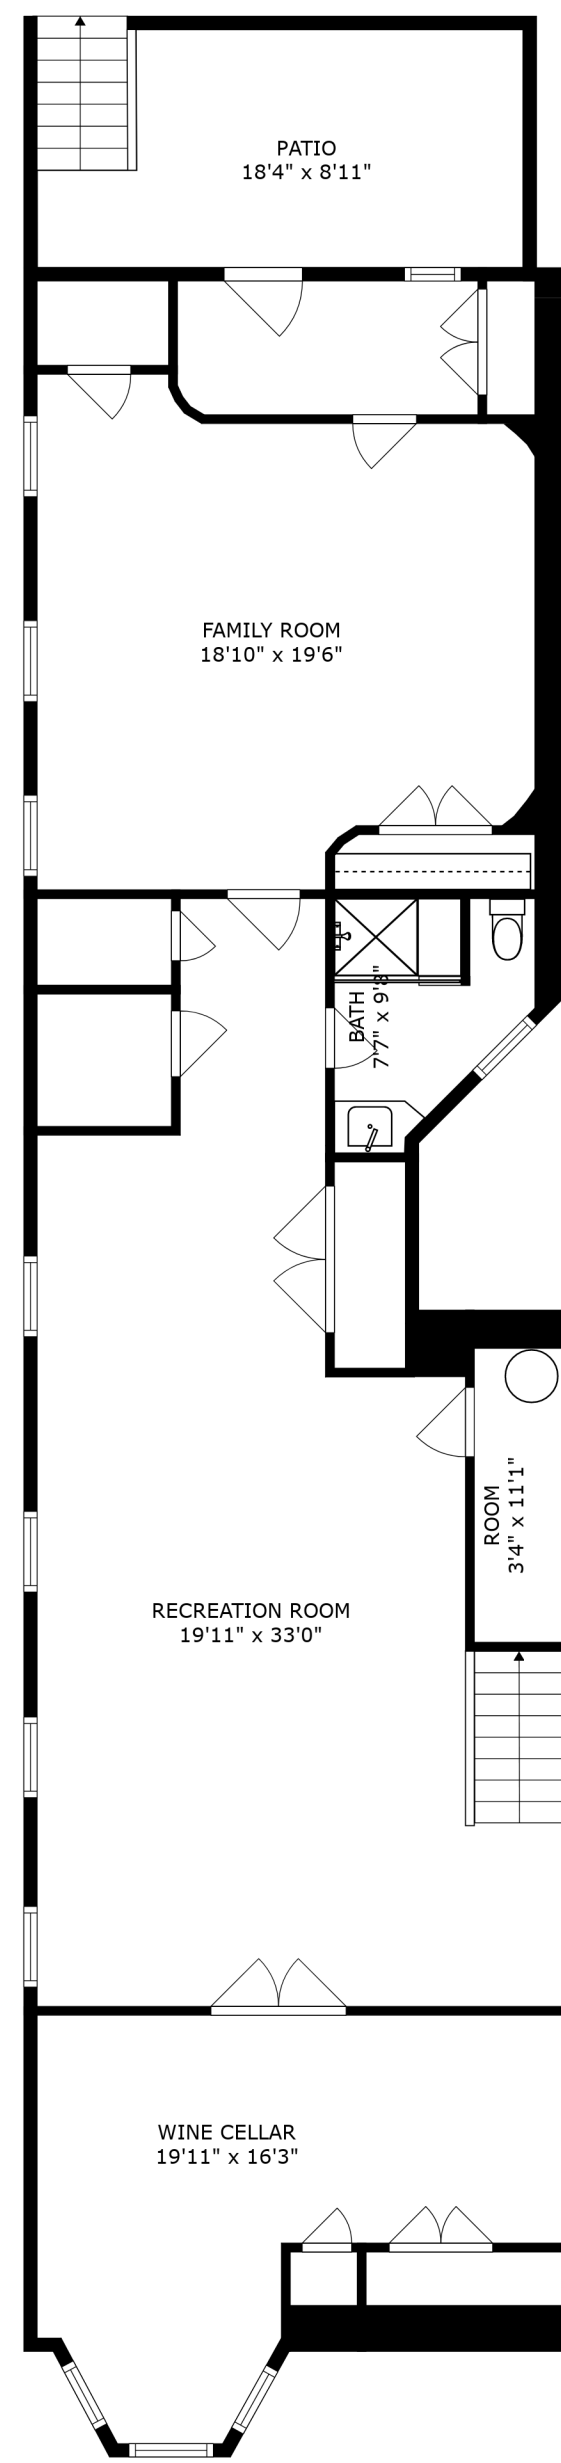 PATIO
18'4" x 8'11"
FAMILY ROOM
18'10" x 19'6"
BATH
7'7" x 9'8"
ROOM
3'4" x 11'1"
RECREATION ROOM
19'11" x 33'0"
WINE CELLAR
19'11" x 16'3"